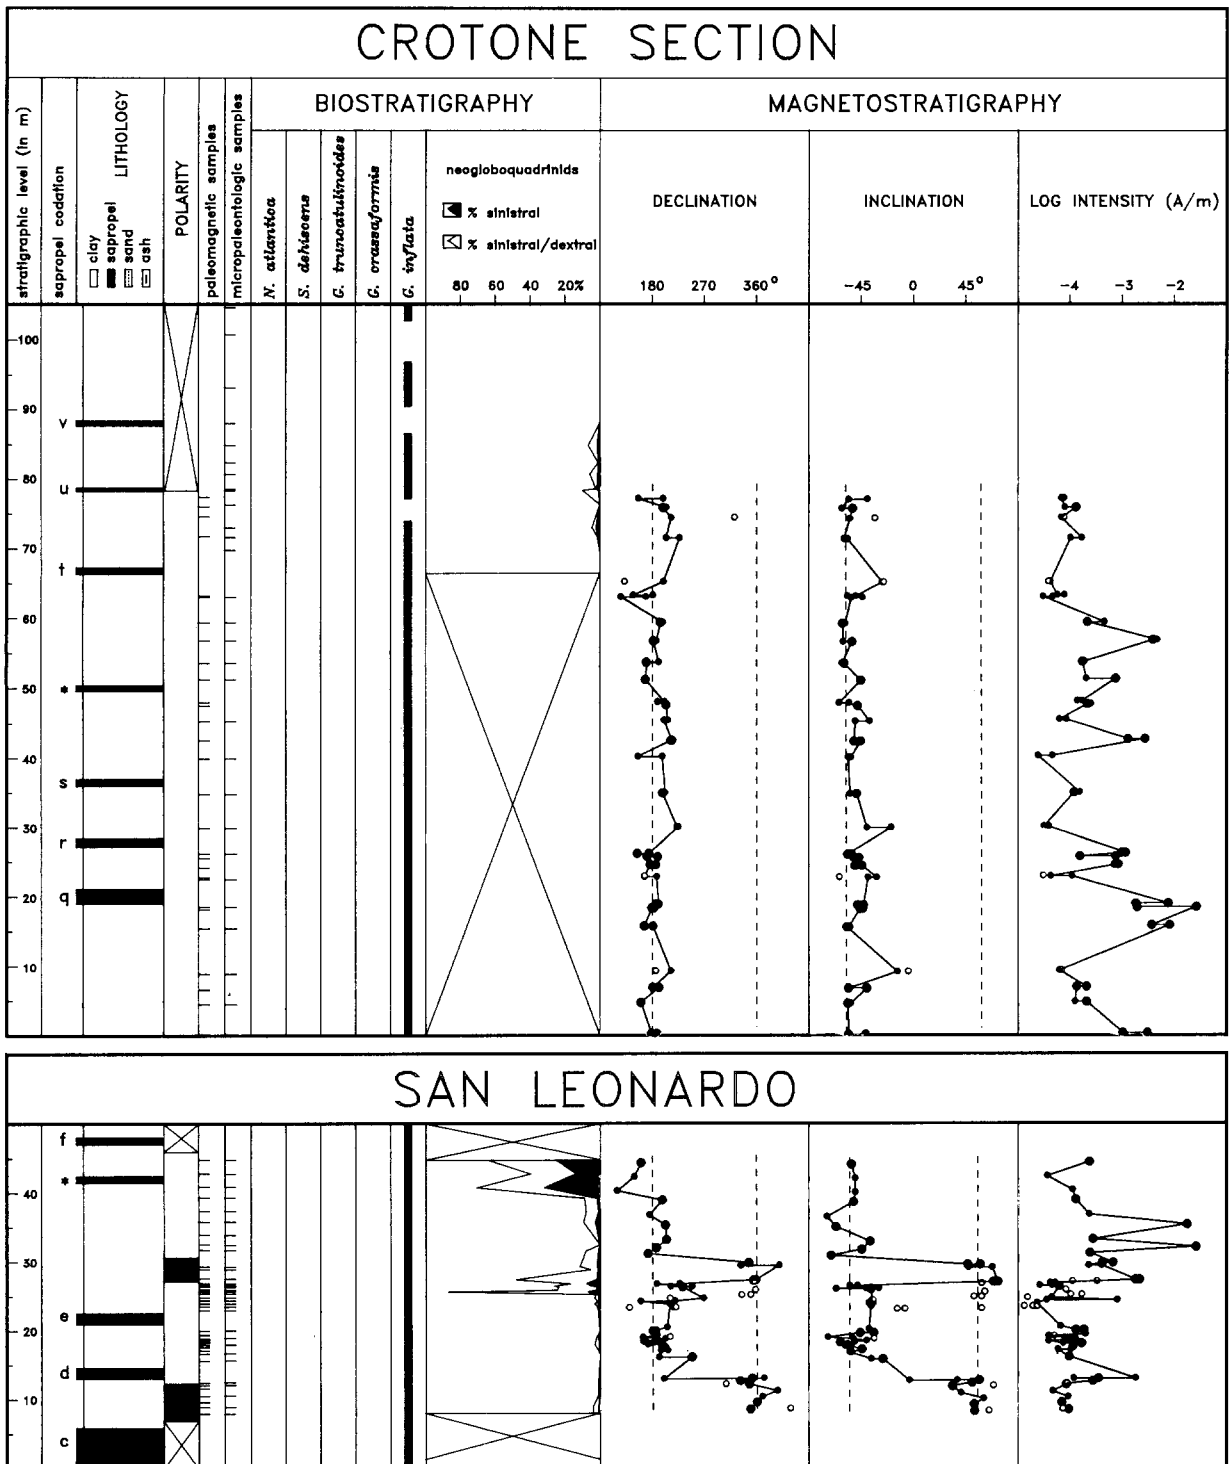 CROTONE SECTION
stratigraphic level (in m)
sapropel codation
LITHOLOGY
clay
sapropel
sand
ash
POLARITY
paleomagnetic samples
micropaleontologic samples
BIOSTRATIGRAPHY
N. atlantica
S. dehiscens
G. truncatulinoides
G. crassaformis
G. inflata
neogloboquadrinids
% sinistral
% sinistral/dextral
80 60 40 20%
MAGNETOSTRATIGRAPHY
DECLINATION
180 270 360°
INCLINATION
-45 0 45°
LOG INTENSITY (A/m)
-4 -3 -2
100
90
v
80
u
70
t
60
50
*
40
s
30
r
20
q
10
SAN LEONARDO
f
*
40
30
e
20
d
10
c